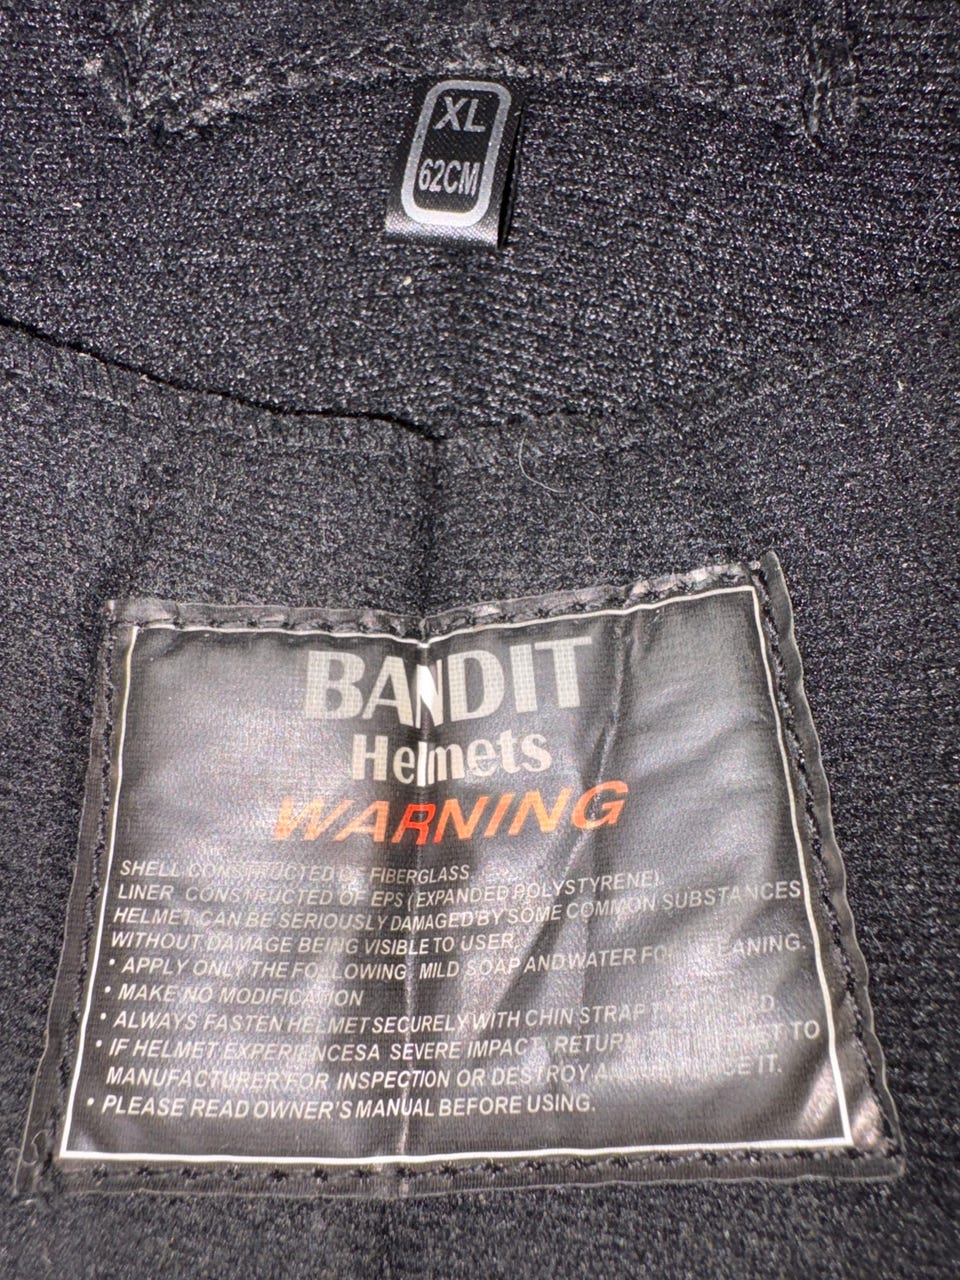 XL
62CM
BANDIT
Helmets
WARNING
SHELL CONSTRUCTED OF FIBERGLASS
LINER CONSTRUCTED OF EPS (EXPANDED POLYSTYRENE)
HELMET CAN BE SERIOUSLY DAMAGED BY SOME COMMON SUBSTANCES
WITHOUT DAMAGE BEING VISIBLE TO USER.
• APPLY ONLY THE FOLLOWING: MILD SOAP AND WATER FOR CLEANING.
• MAKE NO MODIFICATION
• ALWAYS FASTEN HELMET SECURELY WITH CHIN STRAP
• IF HELMET EXPERIENCESA SEVERE IMPACT, RETURN TO
MANUFACTURER FOR INSPECTION OR DESTROY IT.
• PLEASE READ OWNER'S MANUAL BEFORE USING.